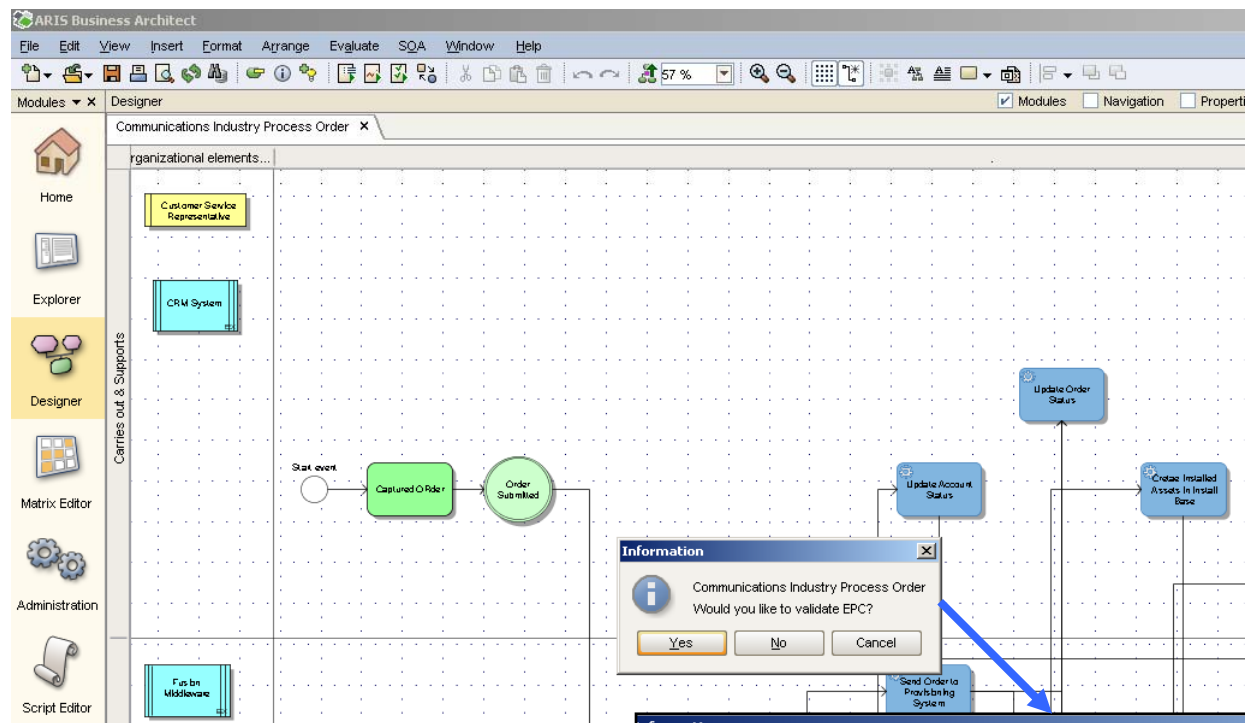 ARIS Business Architect
File Edit View Insert Format Arrange Evaluate SOA Window Help
57 %
Modules Designer Modules Navigation Properti
Communications Industry Process Order
rganizational elements...
Home
Explorer
Designer
Matrix Editor
Administration
Script Editor
Carries out & Supports
Customer Service
Representative
CRM System
Start event
Captured ORder
Order
Submitted
Update Order
Status
Update Account
Status
Cretae Installed
Assets In Install
Base
Information
Communications Industry Process Order
Would you like to validate EPC?
Yes No Cancel
Fusion
Middleware
Send Order to
Provisioning
System